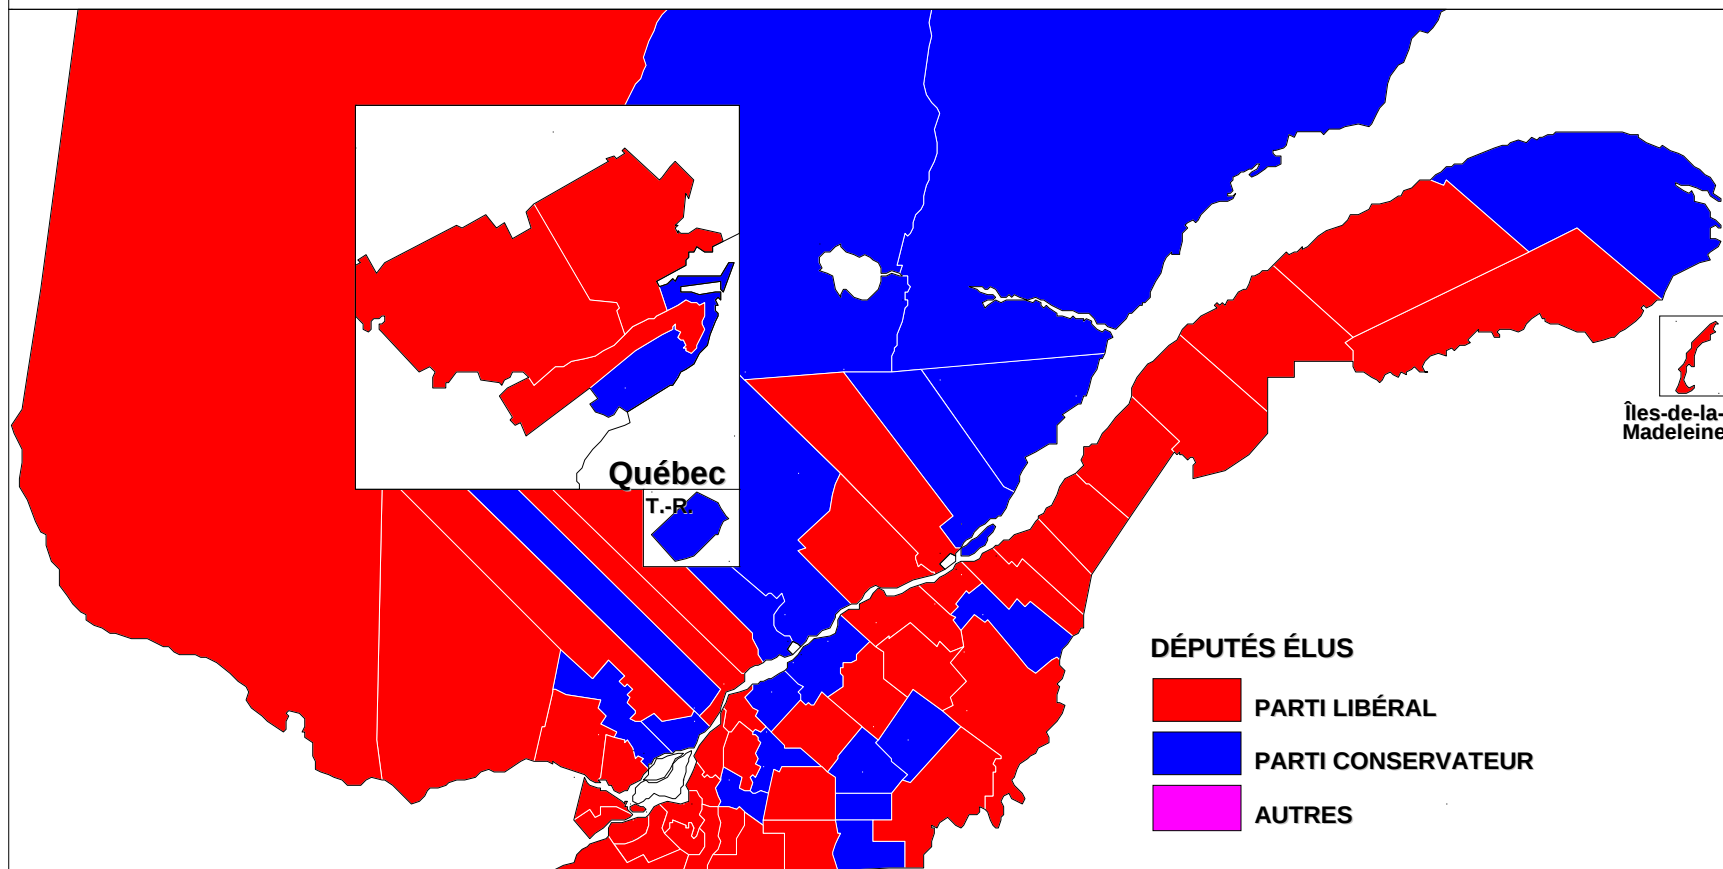 Îles-de-la-
Madeleine
Québec
T.-R.
DÉPUTÉS ÉLUS
PARTI LIBÉRAL
PARTI CONSERVATEUR
AUTRES